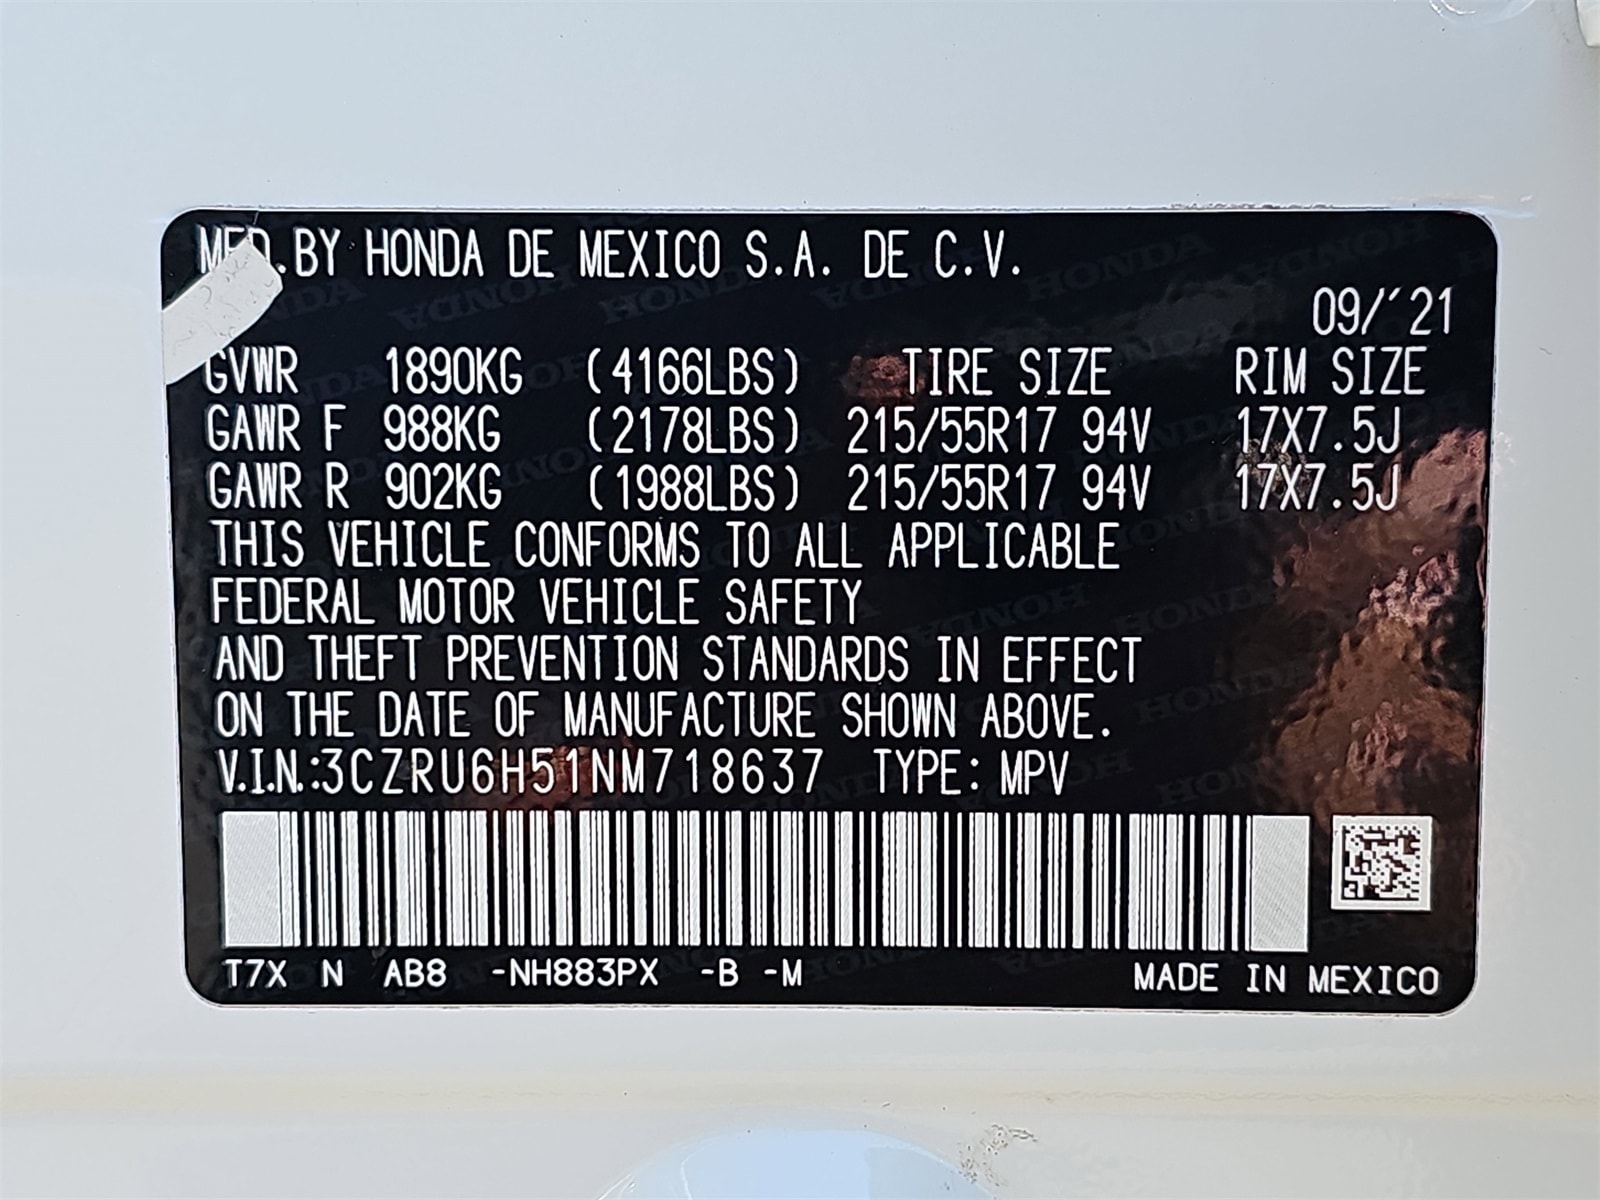 MFD.BY HONDA DE MEXICO S.A. DE C.V.
09/'21
GVWR 1890KG (4166LBS) TIRE SIZE RIM SIZE
GAWR F 988KG (2178LBS) 215/55R17 94V 17X7.5J
GAWR R 902KG (1988LBS) 215/55R17 94V 17X7.5J
THIS VEHICLE CONFORMS TO ALL APPLICABLE
FEDERAL MOTOR VEHICLE SAFETY
AND THEFT PREVENTION STANDARDS IN EFFECT
ON THE DATE OF MANUFACTURE SHOWN ABOVE.
V.I.N.:3CZRU6H51NM718637 TYPE: MPV
T7X N AB8 -NH883PX -B -M MADE IN MEXICO